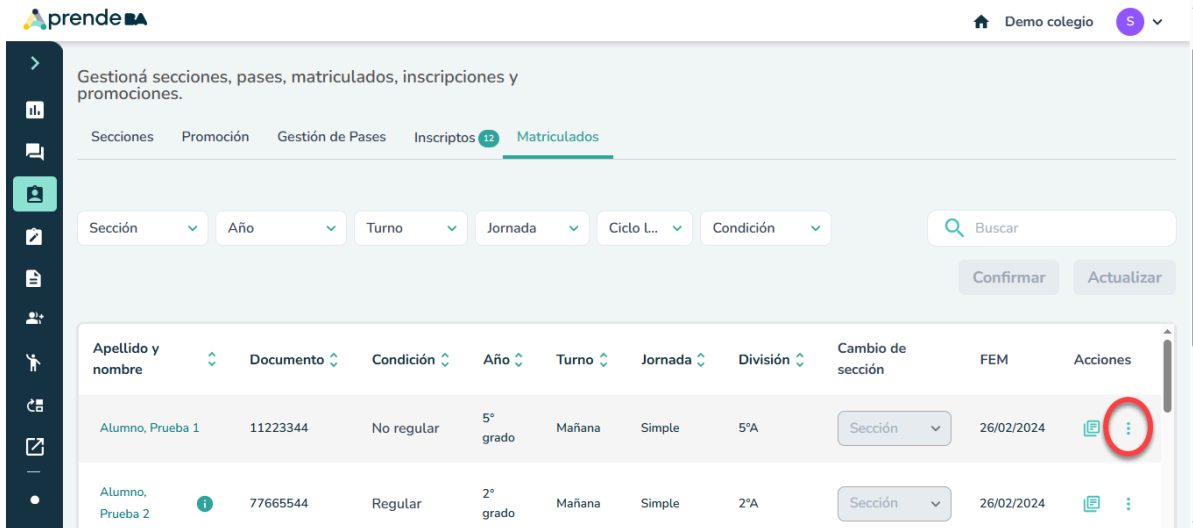 prende BA
Demo colegio
S
Gestioná secciones, pases, matriculados, inscripciones y
promociones.
Secciones Promoción Gestión de Pases Inscriptos 12 Matriculados
Sección Año Turno Jornada Ciclo l... Condición Buscar
Confirmar Actualizar
Apellido y
nombre
Documento Condición Año Turno Jornada División
Cambio de
sección
FEM Acciones
Alumno, Prueba 1 11223344 No regular
5°
grado
Mañana Simple 5°A Sección 26/02/2024
Alumno,
Prueba 2
77665544 Regular
2°
grado
Mañana Simple 2°A Sección 26/02/2024